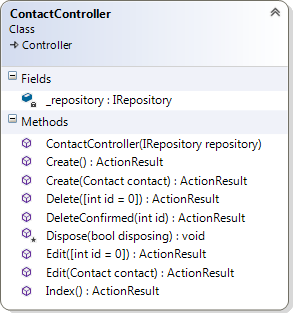 ContactController
Class
Controller
Fields
_repository : IRepository
Methods
ContactController(IRepository repository)
Create() : ActionResult
Create(Contact contact) : ActionResult
Delete([int id = 0]) : ActionResult
DeleteConfirmed(int id) : ActionResult
Dispose(bool disposing) : void
Edit([int id = 0]) : ActionResult
Edit(Contact contact) : ActionResult
Index() : ActionResult